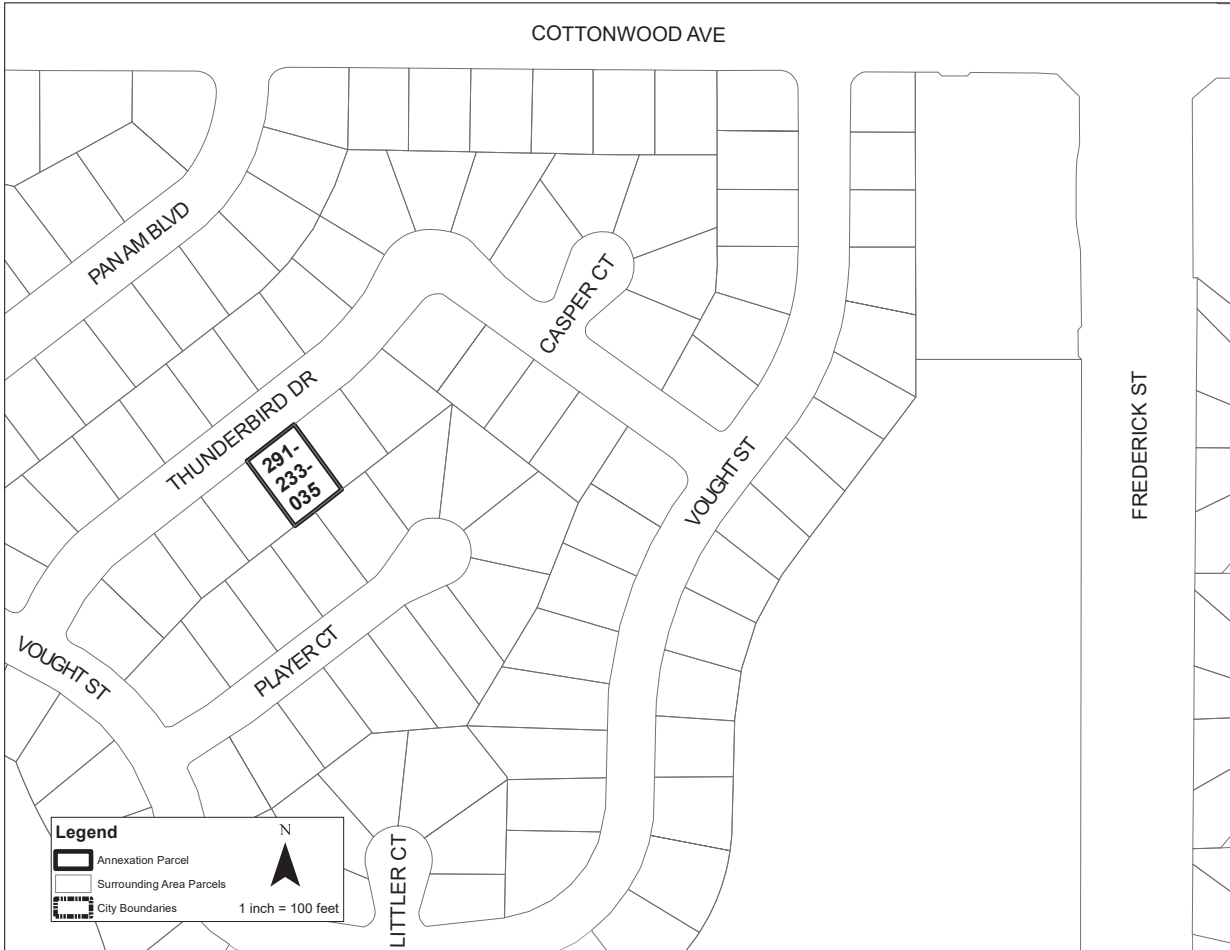 COTTONWOOD AVE
PAN AM BLVD
CASPER CT
THUNDERBIRD DR
FREDERICK ST
291-
233-
035
VOUGHT ST
PLAYER CT
VOUGHT ST
LITTLER CT
Legend
N
Annexation Parcel
Surrounding Area Parcels
City Boundaries
1 inch = 100 feet